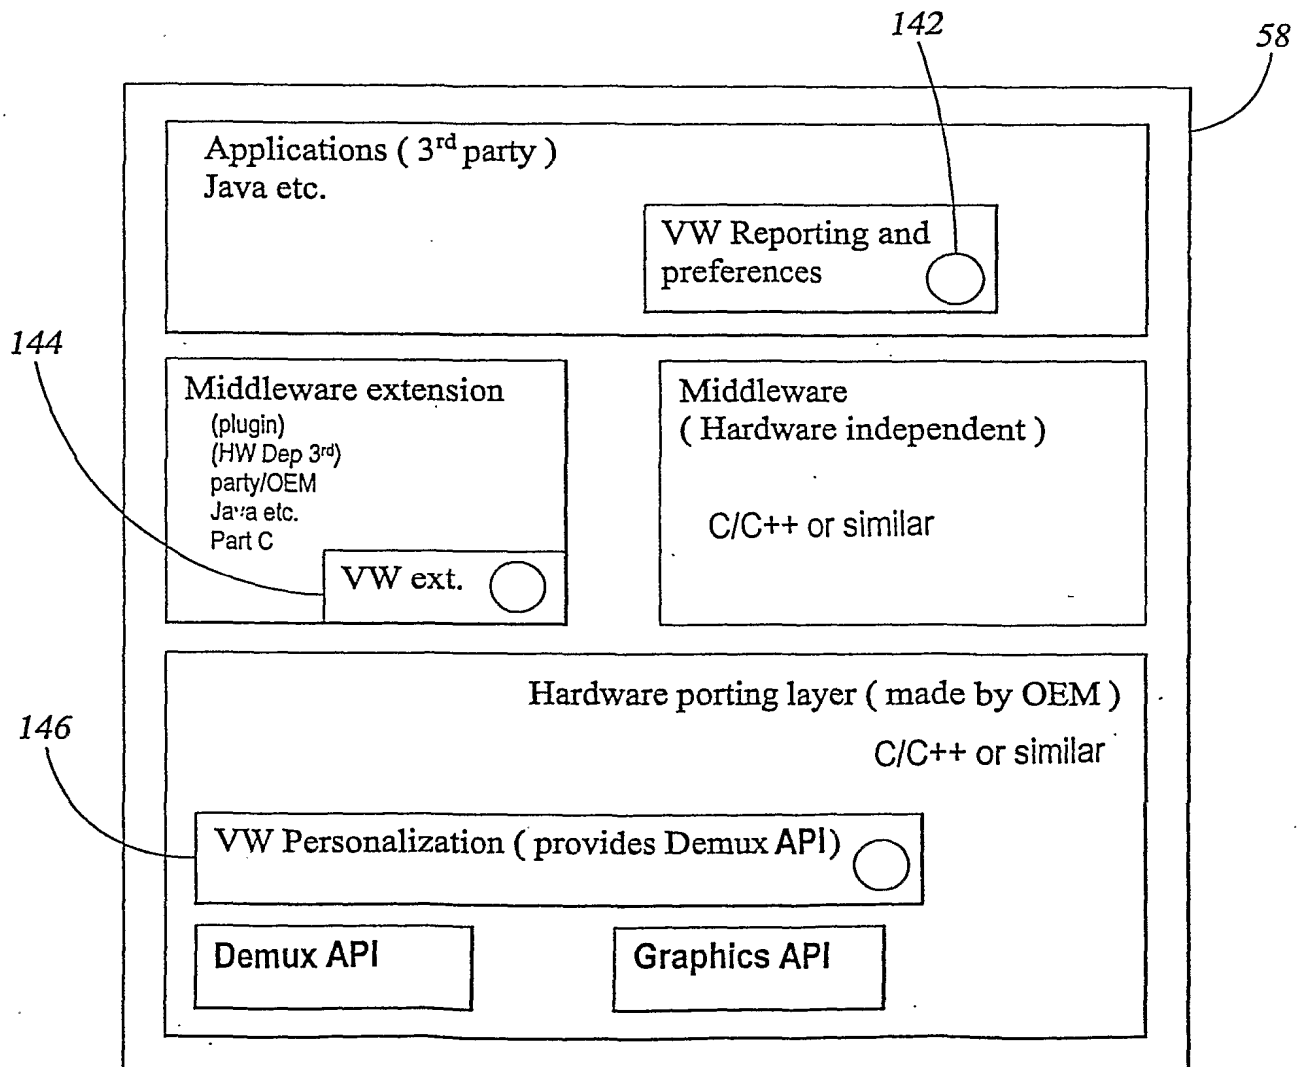 142
58
Applications ( 3rd party )
Java etc.
VW Reporting and
preferences
144
Middleware extension
(plugin)
(HW Dep 3rd)
party/OEM
Java etc.
Part C
VW ext.
Middleware
( Hardware independent )
C/C++ or similar
Hardware porting layer ( made by OEM )
C/C++ or similar
146
VW Personalization ( provides Demux API)
Demux API
Graphics API